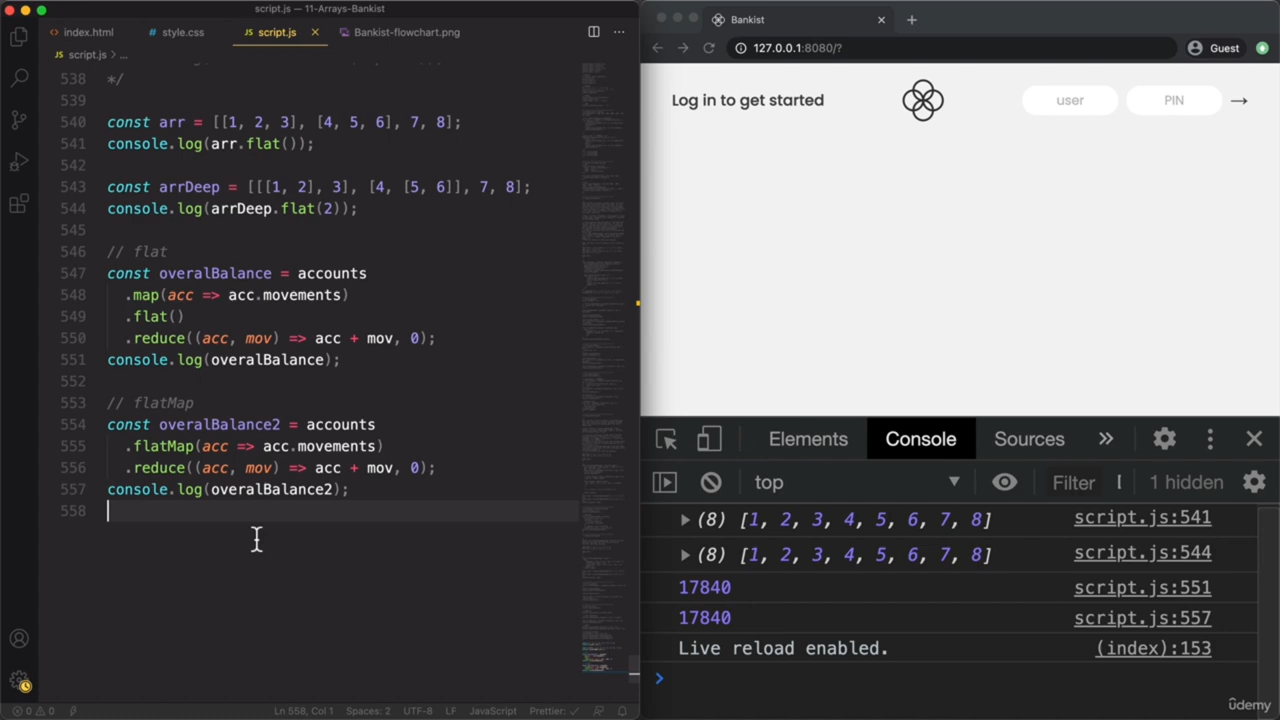 script.js — 11-Arrays-Bankist
index.html
style.css
script.js
Bankist-flowchart.png
script.js > ...
538 */
539
540 const arr = [[1, 2, 3], [4, 5, 6], 7, 8];
541 console.log(arr.flat());
542
543 const arrDeep = [[[1, 2], 3], [4, [5, 6]], 7, 8];
544 console.log(arrDeep.flat(2));
545
546 // flat
547 const overalBalance = accounts
548 .map(acc => acc.movements)
549 .flat()
550 .reduce((acc, mov) => acc + mov, 0);
551 console.log(overalBalance);
552
553 // flatMap
554 const overalBalance2 = accounts
555 .flatMap(acc => acc.movements)
556 .reduce((acc, mov) => acc + mov, 0);
557 console.log(overalBalance2);
558
0 0
Ln 558, Col 1 Spaces: 2 UTF-8 LF JavaScript Prettier: ✓
Bankist
127.0.0.1:8080/?
Guest
Log in to get started
user
PIN
Elements Console Sources
top
Filter
1 hidden
(8) [1, 2, 3, 4, 5, 6, 7, 8] script.js:541
(8) [1, 2, 3, 4, 5, 6, 7, 8] script.js:544
17840 script.js:551
17840 script.js:557
Live reload enabled. (index):153
ûdemy